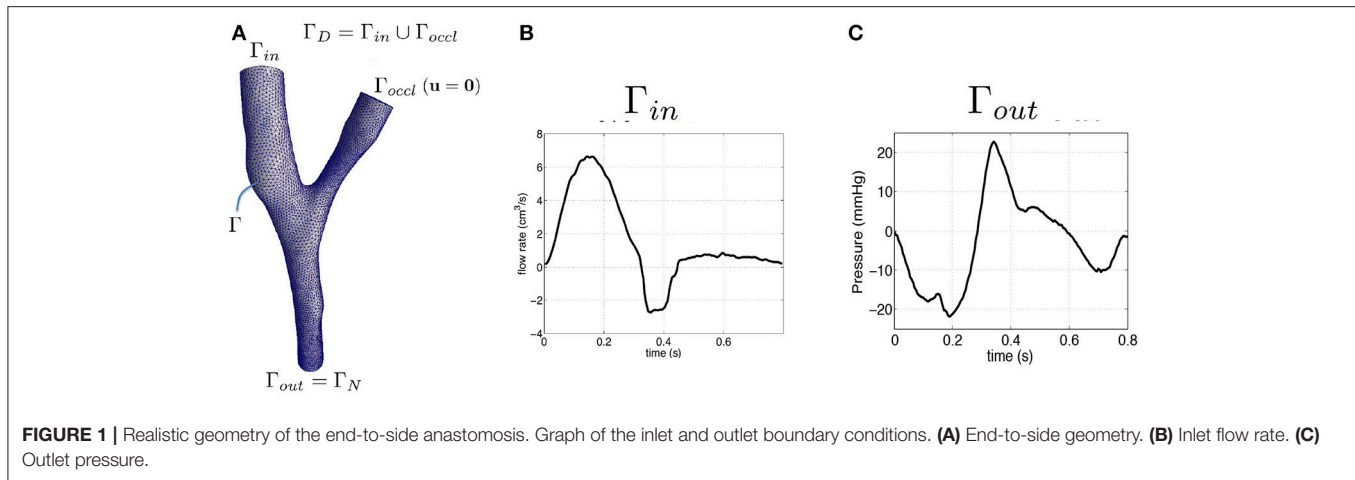 A
Γ_D = Γ_in ∪ Γ_occl
Γ_in
Γ_occl (u = 0)
Γ
Γ_out = Γ_N
B
Γ_in
8
6
4
2
0
−2
−4
flow rate (cm³/s)
0
0.2
0.4
0.6
time (s)
C
Γ_out
20
10
0
−10
−20
Pressure (mmHg)
0
0.2
0.4
0.6
0.8
time (s)
FIGURE 1 | Realistic geometry of the end-to-side anastomosis. Graph of the inlet and outlet boundary conditions. (A) End-to-side geometry. (B) Inlet flow rate. (C)
Outlet pressure.